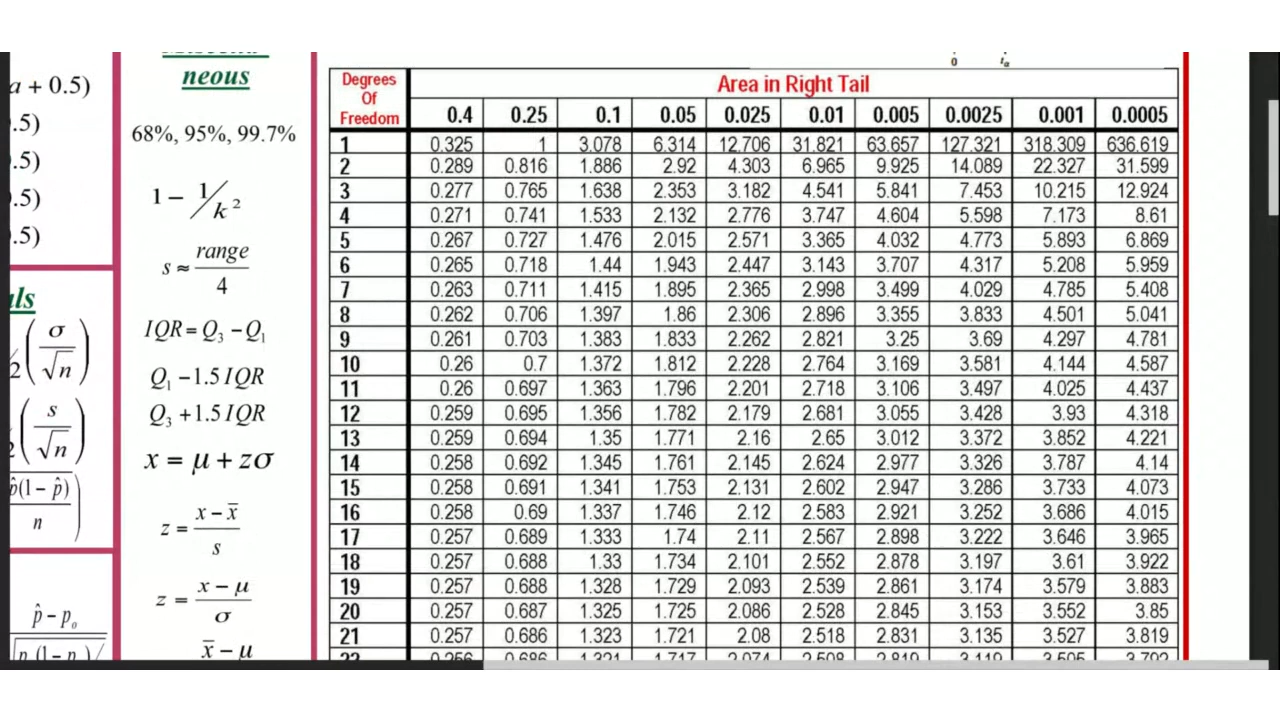 a + 0.5)
.5)
.5)
.5)
.5)
σ
√n
s
√n
p̂(1 − p̂)
n
p̂ − p₀
neous
68%, 95%, 99.7%
1 − 1/k²
s ≈ range
4
IQR = Q₃ − Q₁
Q₁ − 1.5 IQR
Q₃ + 1.5 IQR
x = μ + zσ
z = x − x̄
s
z = x − μ
σ
x̄ − μ
0
Degrees Area in Right Tail
Of
Freedom 0.4 0.25 0.1 0.05 0.025 0.01 0.005 0.0025 0.001 0.0005
1 0.325 1 3.078 6.314 12.706 31.821 63.657 127.321 318.309 636.619
2 0.289 0.816 1.886 2.92 4.303 6.965 9.925 14.089 22.327 31.599
3 0.277 0.765 1.638 2.353 3.182 4.541 5.841 7.453 10.215 12.924
4 0.271 0.741 1.533 2.132 2.776 3.747 4.604 5.598 7.173 8.61
5 0.267 0.727 1.476 2.015 2.571 3.365 4.032 4.773 5.893 6.869
6 0.265 0.718 1.44 1.943 2.447 3.143 3.707 4.317 5.208 5.959
7 0.263 0.711 1.415 1.895 2.365 2.998 3.499 4.029 4.785 5.408
8 0.262 0.706 1.397 1.86 2.306 2.896 3.355 3.833 4.501 5.041
9 0.261 0.703 1.383 1.833 2.262 2.821 3.25 3.69 4.297 4.781
10 0.26 0.7 1.372 1.812 2.228 2.764 3.169 3.581 4.144 4.587
11 0.26 0.697 1.363 1.796 2.201 2.718 3.106 3.497 4.025 4.437
12 0.259 0.695 1.356 1.782 2.179 2.681 3.055 3.428 3.93 4.318
13 0.259 0.694 1.35 1.771 2.16 2.65 3.012 3.372 3.852 4.221
14 0.258 0.692 1.345 1.761 2.145 2.624 2.977 3.326 3.787 4.14
15 0.258 0.691 1.341 1.753 2.131 2.602 2.947 3.286 3.733 4.073
16 0.258 0.69 1.337 1.746 2.12 2.583 2.921 3.252 3.686 4.015
17 0.257 0.689 1.333 1.74 2.11 2.567 2.898 3.222 3.646 3.965
18 0.257 0.688 1.33 1.734 2.101 2.552 2.878 3.197 3.61 3.922
19 0.257 0.688 1.328 1.729 2.093 2.539 2.861 3.174 3.579 3.883
20 0.257 0.687 1.325 1.725 2.086 2.528 2.845 3.153 3.552 3.85
21 0.257 0.686 1.323 1.721 2.08 2.518 2.831 3.135 3.527 3.819